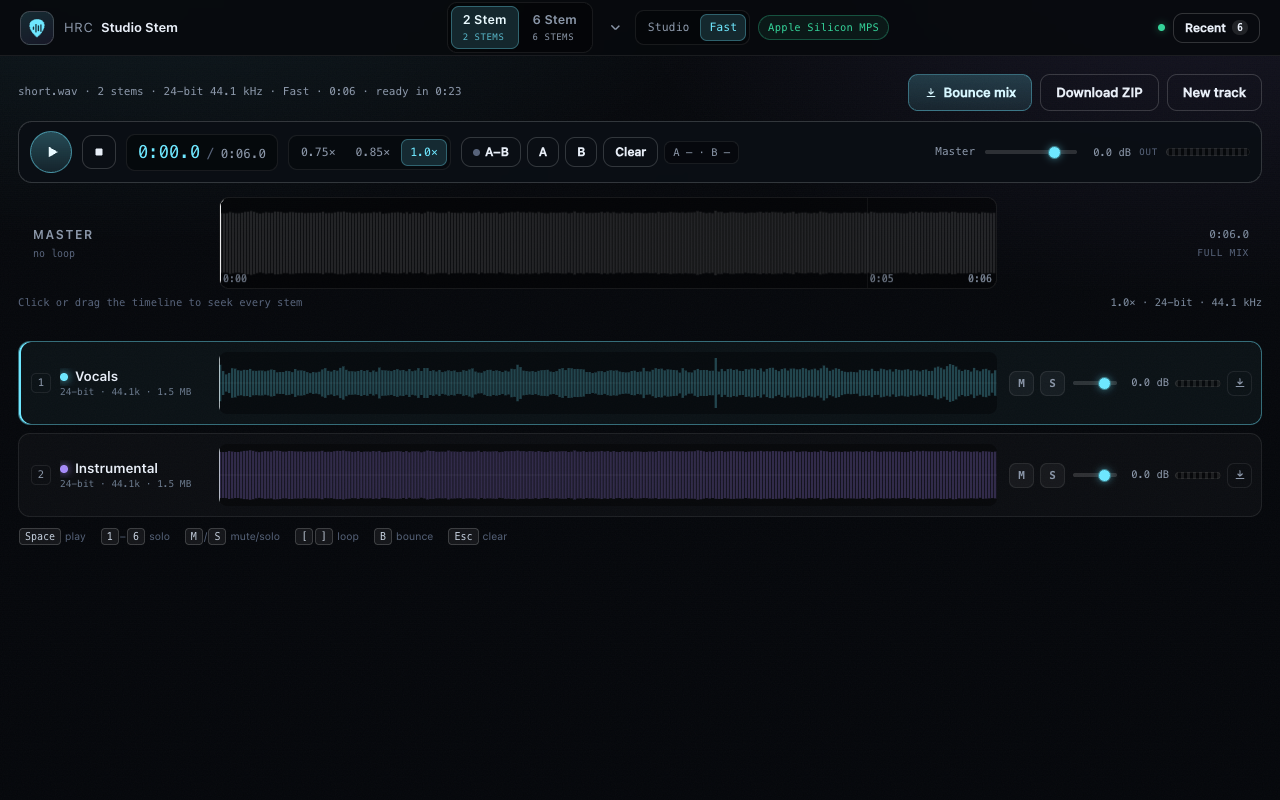 HRC Studio Stem
2 Stem
2 STEMS
6 Stem
6 STEMS
Studio Fast
Apple Silicon MPS
Recent 6
short.wav · 2 stems · 24-bit 44.1 kHz · Fast · 0:06 · ready in 0:23
Bounce mix
Download ZIP
New track
0:00.0 / 0:06.0
0.75× 0.85× 1.0×
A–B A B Clear
A — · B —
Master 0.0 dB OUT
MASTER
no loop
0:00 0:05 0:06
0:06.0
FULL MIX
Click or drag the timeline to seek every stem
1.0× · 24-bit · 44.1 kHz
1 Vocals
24-bit · 44.1k · 1.5 MB
M S 0.0 dB
2 Instrumental
24-bit · 44.1k · 1.5 MB
M S 0.0 dB
Space play 1–6 solo M/S mute/solo [ ] loop B bounce Esc clear